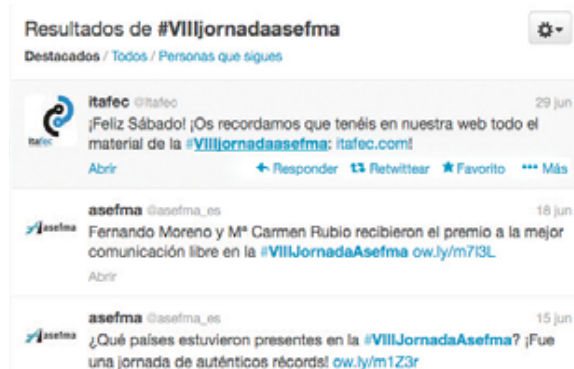 Resultados de #VIIIjornadaasefma
Destacados / Todos / Personas que sigues
itafec @Itafec 29 jun
¡Feliz Sábado! ¡Os recordamos que tenéis en nuestra web todo el
material de la #VIIIjornadaasefma: itafec.com!
Abrir Responder Retwittear Favorito ••• Más
itafec
asefma @asefma_es 18 jun
asefma
Fernando Moreno y Mª Carmen Rubio recibieron el premio a la mejor
comunicación libre en la #VIIIJornadaAsefma ow.ly/m7I3L
Abrir
asefma @asefma_es 15 jun
asefma
¿Qué países estuvieron presentes en la #VIIIJornadaAsefma? ¡Fue
una jornada de auténticos récords! ow.ly/m1Z3r